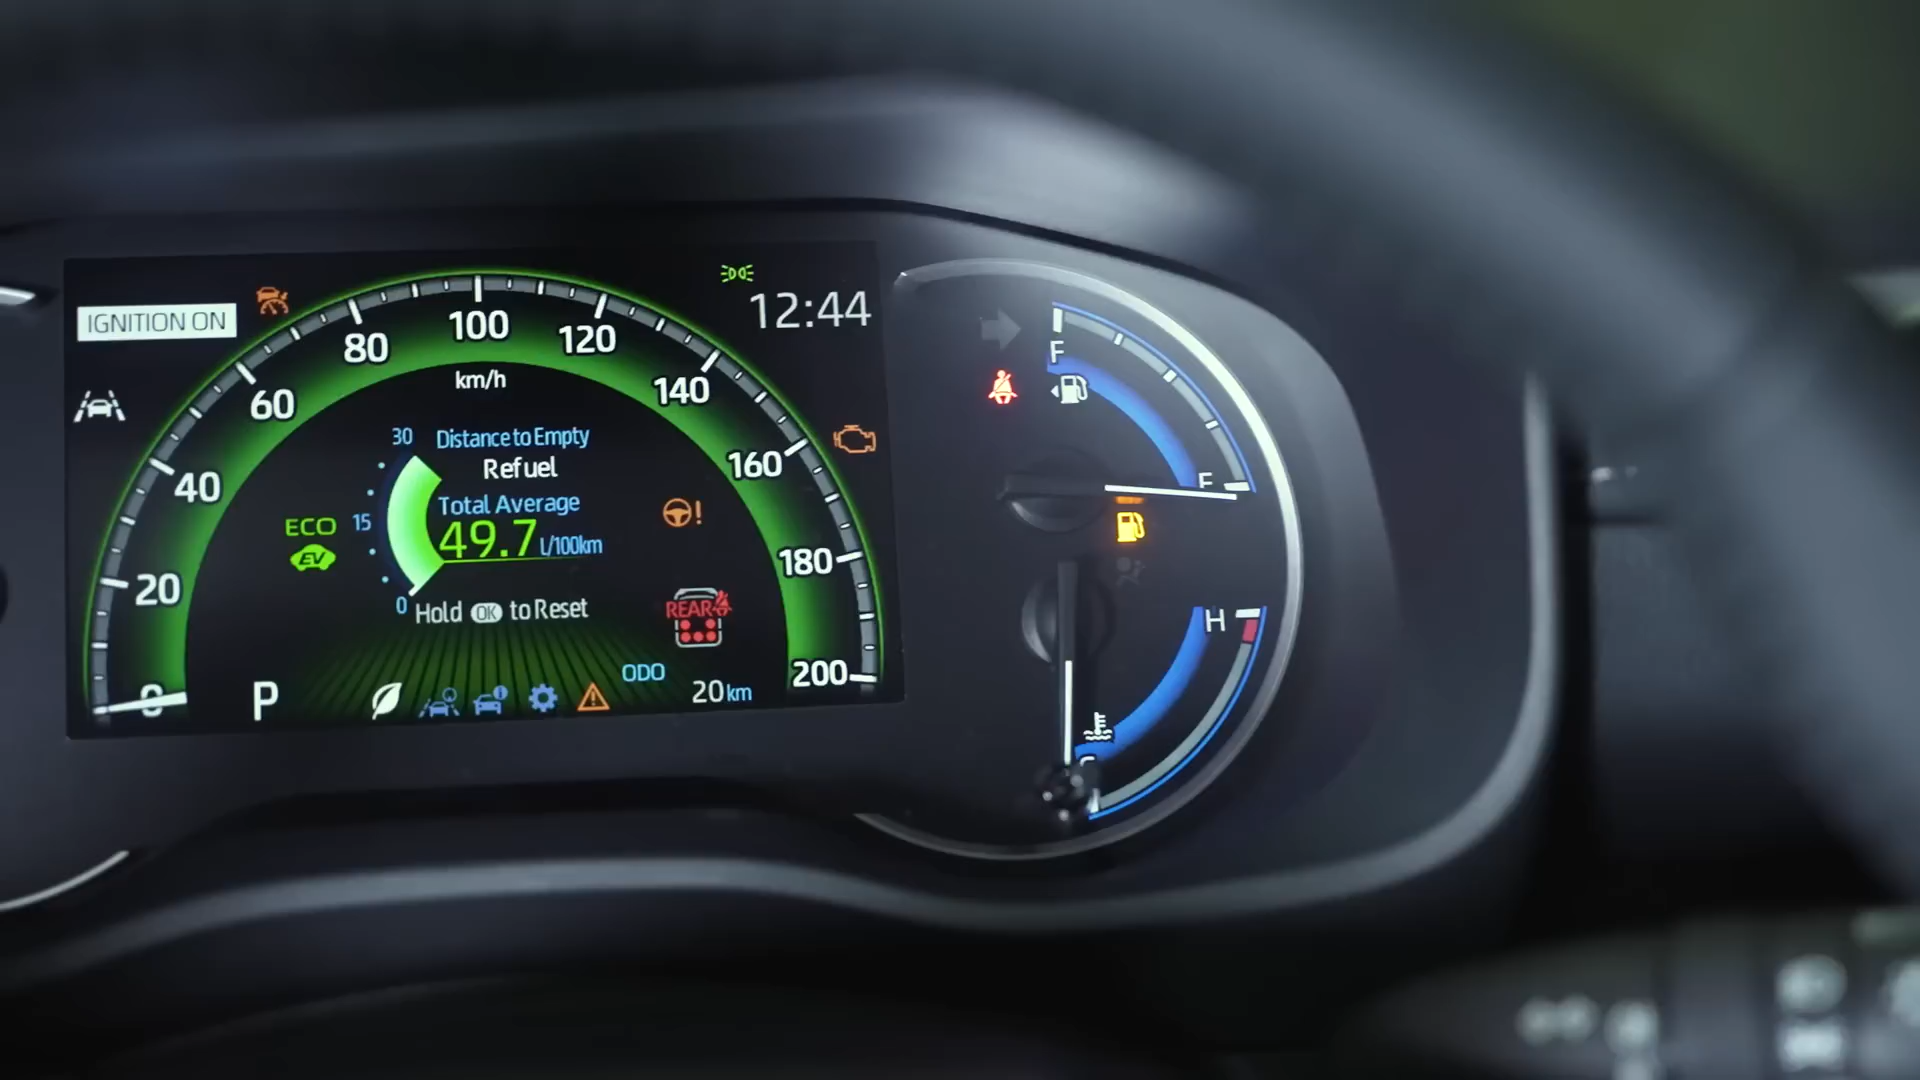 IGNITION ON
12:44
0
20
40
60
80
100
120
140
160
180
200
km/h
30
15
0
Distance to Empty
Refuel
Total Average
49.7 L/100km
Hold OK to Reset
ECO
EV
REAR
P
ODO
20 km
F
E
H
C